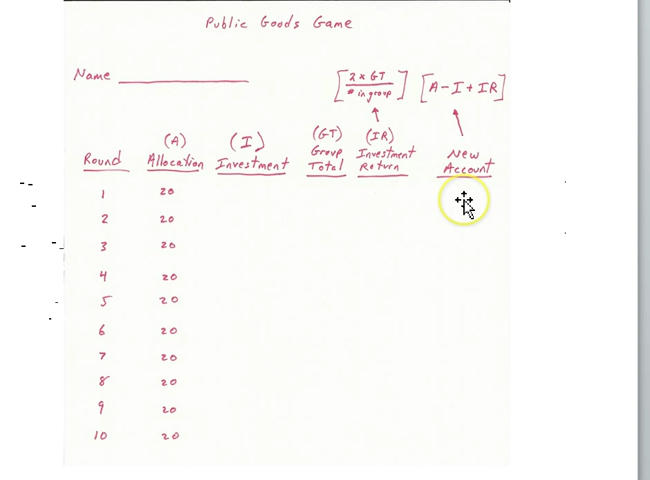 Public Goods Game
Name
[2 x GT / # in group] [A - I + IR]
(A) (I) (GT) (IR)
Round Allocation Investment Group Total Investment Return New Account
1 20
2 20
3 20
4 20
5 20
6 20
7 20
8 20
9 20
10 20